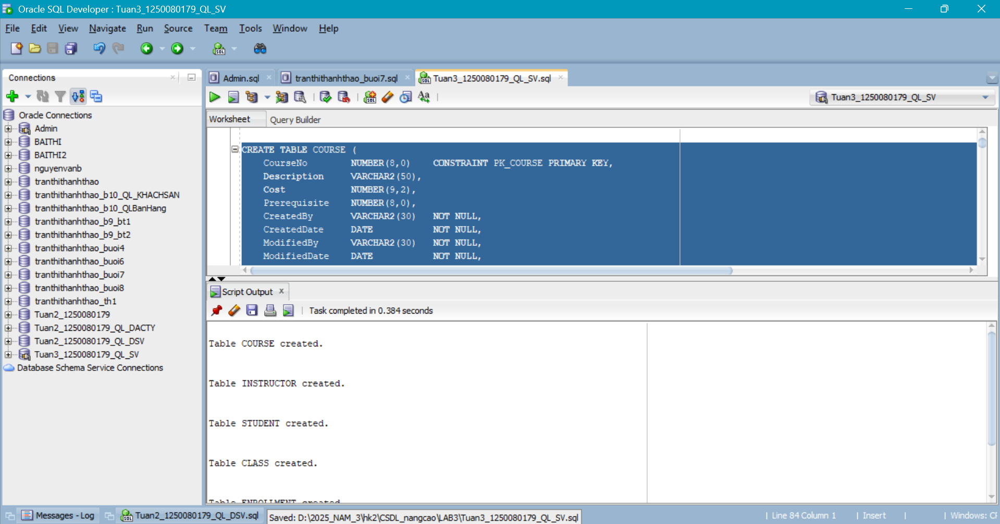 Oracle SQL Developer : Tuan3_1250080179_QL_SV
File Edit View Navigate Run Source Team Tools Window Help
Connections
Oracle Connections
Admin
BAITHI
BAITHI2
nguyenvanb
tranthithanhthao
tranthithanhthao_b10_QL_KHACHSAN
tranthithanhthao_b10_QLBanHang
tranthithanhthao_b9_bt1
tranthithanhthao_b9_bt2
tranthithanhthao_buoi4
tranthithanhthao_buoi6
tranthithanhthao_buoi7
tranthithanhthao_buoi8
tranthithanhthao_th1
Tuan2_1250080179
Tuan2_1250080179_QL_DACTY
Tuan2_1250080179_QL_DSV
Tuan3_1250080179_QL_SV
Database Schema Service Connections
Admin.sql tranthithanhthao_buoi7.sql Tuan3_1250080179_QL_SV.sql
Tuan3_1250080179_QL_SV
Worksheet Query Builder
CREATE TABLE COURSE (
CourseNo NUMBER(8,0) CONSTRAINT PK_COURSE PRIMARY KEY,
Description VARCHAR2(50),
Cost NUMBER(9,2),
Prerequisite NUMBER(8,0),
CreatedBy VARCHAR2(30) NOT NULL,
CreatedDate DATE NOT NULL,
ModifiedBy VARCHAR2(30) NOT NULL,
ModifiedDate DATE NOT NULL,
Script Output
Task completed in 0.384 seconds
Table COURSE created.
Table INSTRUCTOR created.
Table STUDENT created.
Table CLASS created.
Table ENROLLMENT created
Messages - Log Tuan2_1250080179_QL_DSV.sql Saved: D:\2025_NAM_3\hk2\CSDL_nangcao\LAB3\Tuan3_1250080179_QL_SV.sql
Line 84 Column 1 Insert Windows: